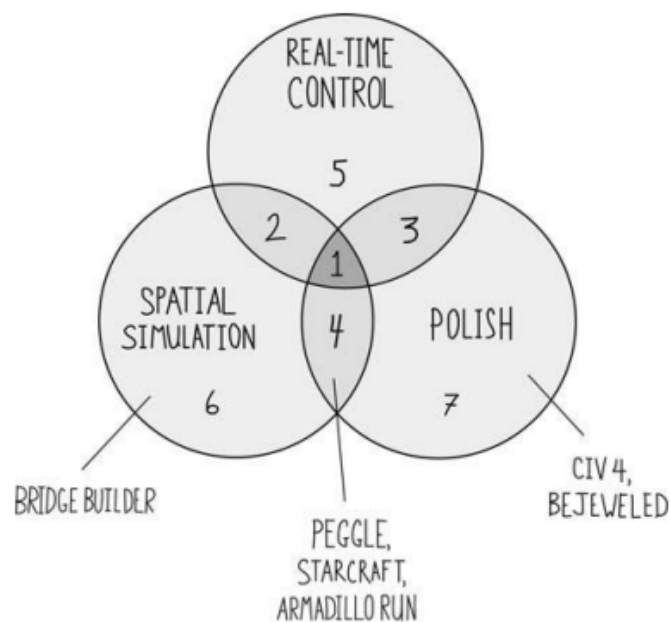 REAL-TIME
CONTROL
5
2
3
1
SPATIAL
SIMULATION
4
POLISH
6
7
BRIDGE BUILDER
CIV 4,
BEJEWELED
PEGGLE,
STARCRAFT,
ARMADILLO RUN